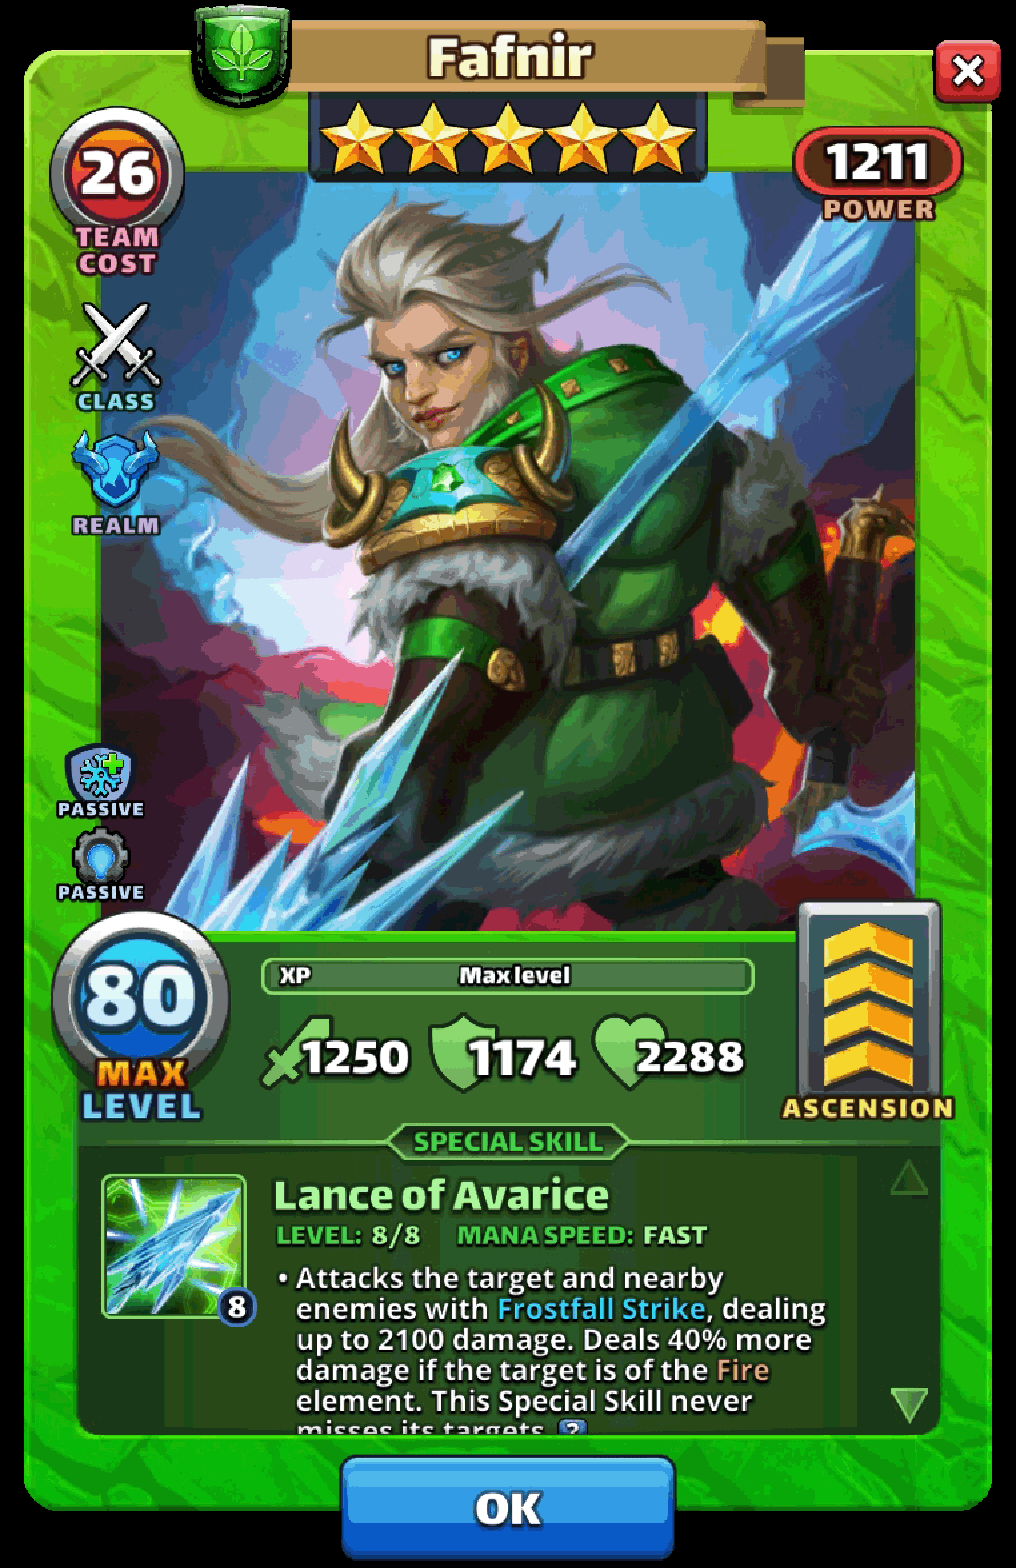 Fafnir
26
TEAM
COST
1211
POWER
CLASS
REALM
PASSIVE
PASSIVE
80
MAX
LEVEL
XP Max level
1250 1174 2288
ASCENSION
SPECIAL SKILL
Lance of Avarice
LEVEL: 8/8 MANA SPEED: FAST
8
• Attacks the target and nearby
enemies with Frostfall Strike, dealing
up to 2100 damage. Deals 40% more
damage if the target is of the Fire
element. This Special Skill never
misses its targets. ?
OK